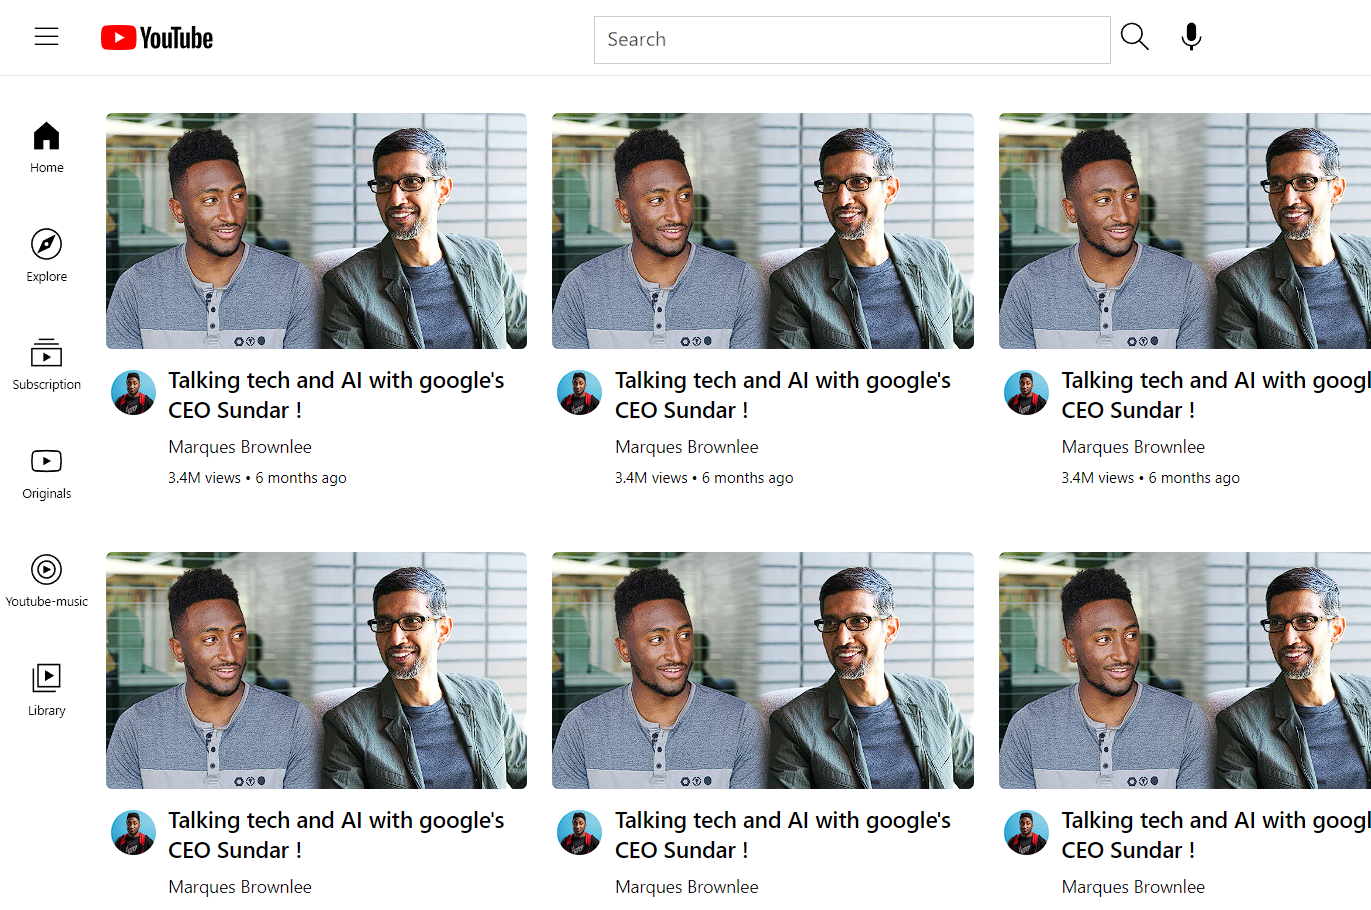 YouTube
Search
Home
Explore
Subscription
Originals
Youtube-music
Library
Talking tech and AI with google's
CEO Sundar !
Marques Brownlee
3.4M views • 6 months ago
Talking tech and AI with google's
CEO Sundar !
Marques Brownlee
3.4M views • 6 months ago
Talking tech and AI with googl
CEO Sundar !
Marques Brownlee
3.4M views • 6 months ago
Talking tech and AI with google's
CEO Sundar !
Marques Brownlee
Talking tech and AI with google's
CEO Sundar !
Marques Brownlee
Talking tech and AI with googl
CEO Sundar !
Marques Brownlee